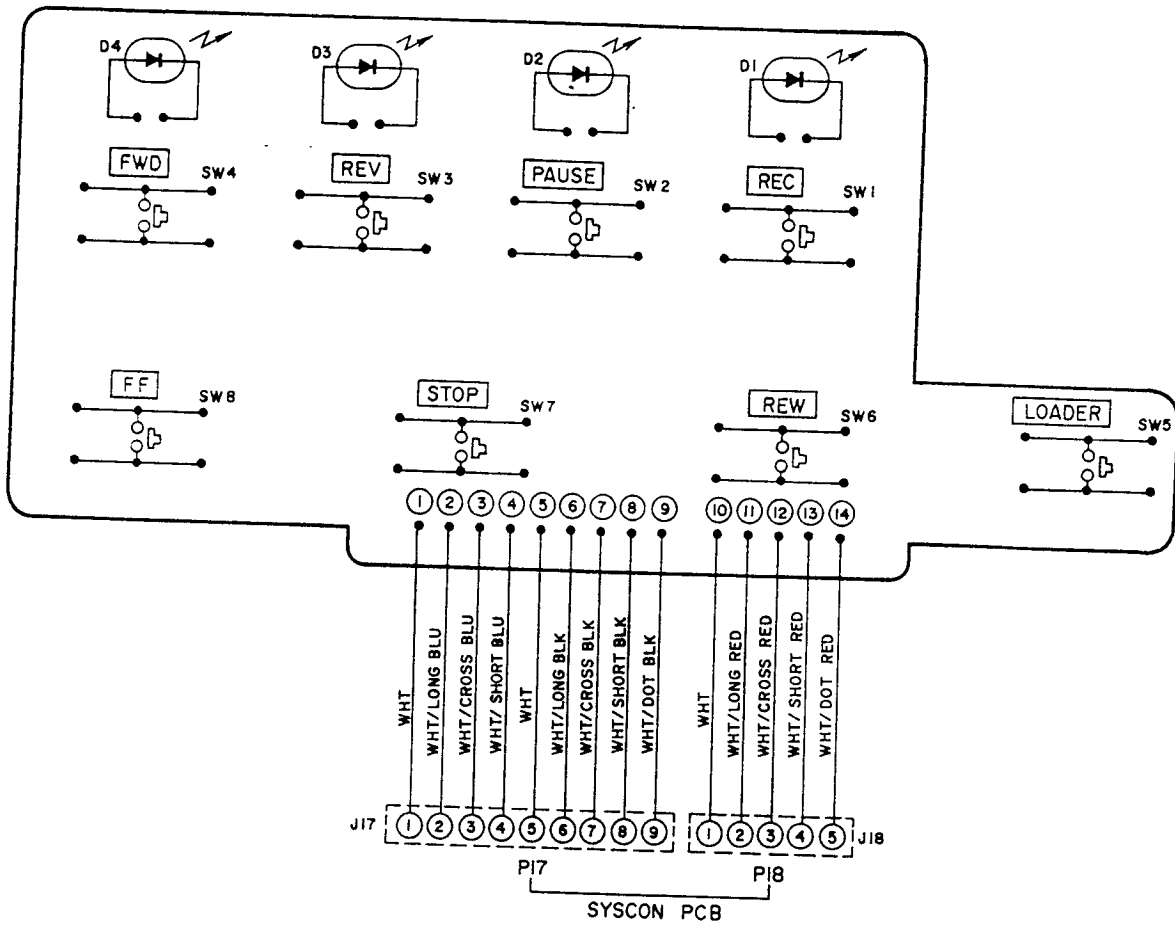 D4
D3
D2
D1
FWD
SW4
REV
SW3
PAUSE
SW2
REC
SW1
FF
SW8
STOP
SW7
REW
SW6
LOADER
SW5
1 2 3 4 5 6 7 8 9 10 11 12 13 14
WHT
WHT/LONG BLU
WHT/CROSS BLU
WHT/SHORT BLU
WHT
WHT/LONG BLK
WHT/CROSS BLK
WHT/SHORT BLK
WHT/DOT BLK
WHT
WHT/LONG RED
WHT/CROSS RED
WHT/SHORT RED
WHT/DOT RED
J17 1 2 3 4 5 6 7 8 9 1 2 3 4 5 J18
P17 P18
SYSCON PCB